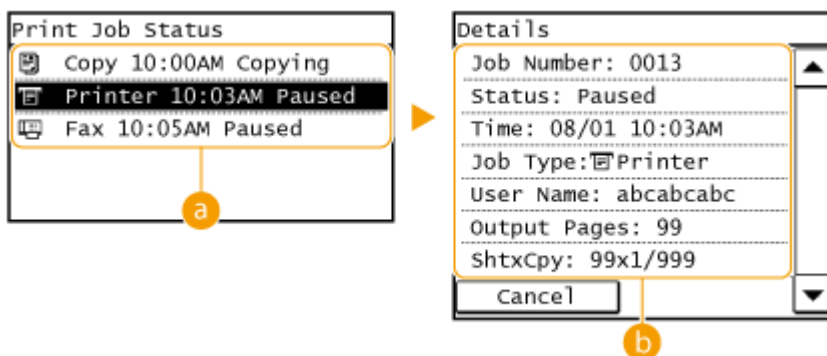 Print Job Status
Copy 10:00AM Copying
Printer 10:03AM Paused
Fax 10:05AM Paused
a
Details
Job Number: 0013
Status: Paused
Time: 08/01 10:03AM
Job Type: Printer
User Name: abcabcabc
Output Pages: 99
ShtxCpy: 99x1/999
Cancel
b